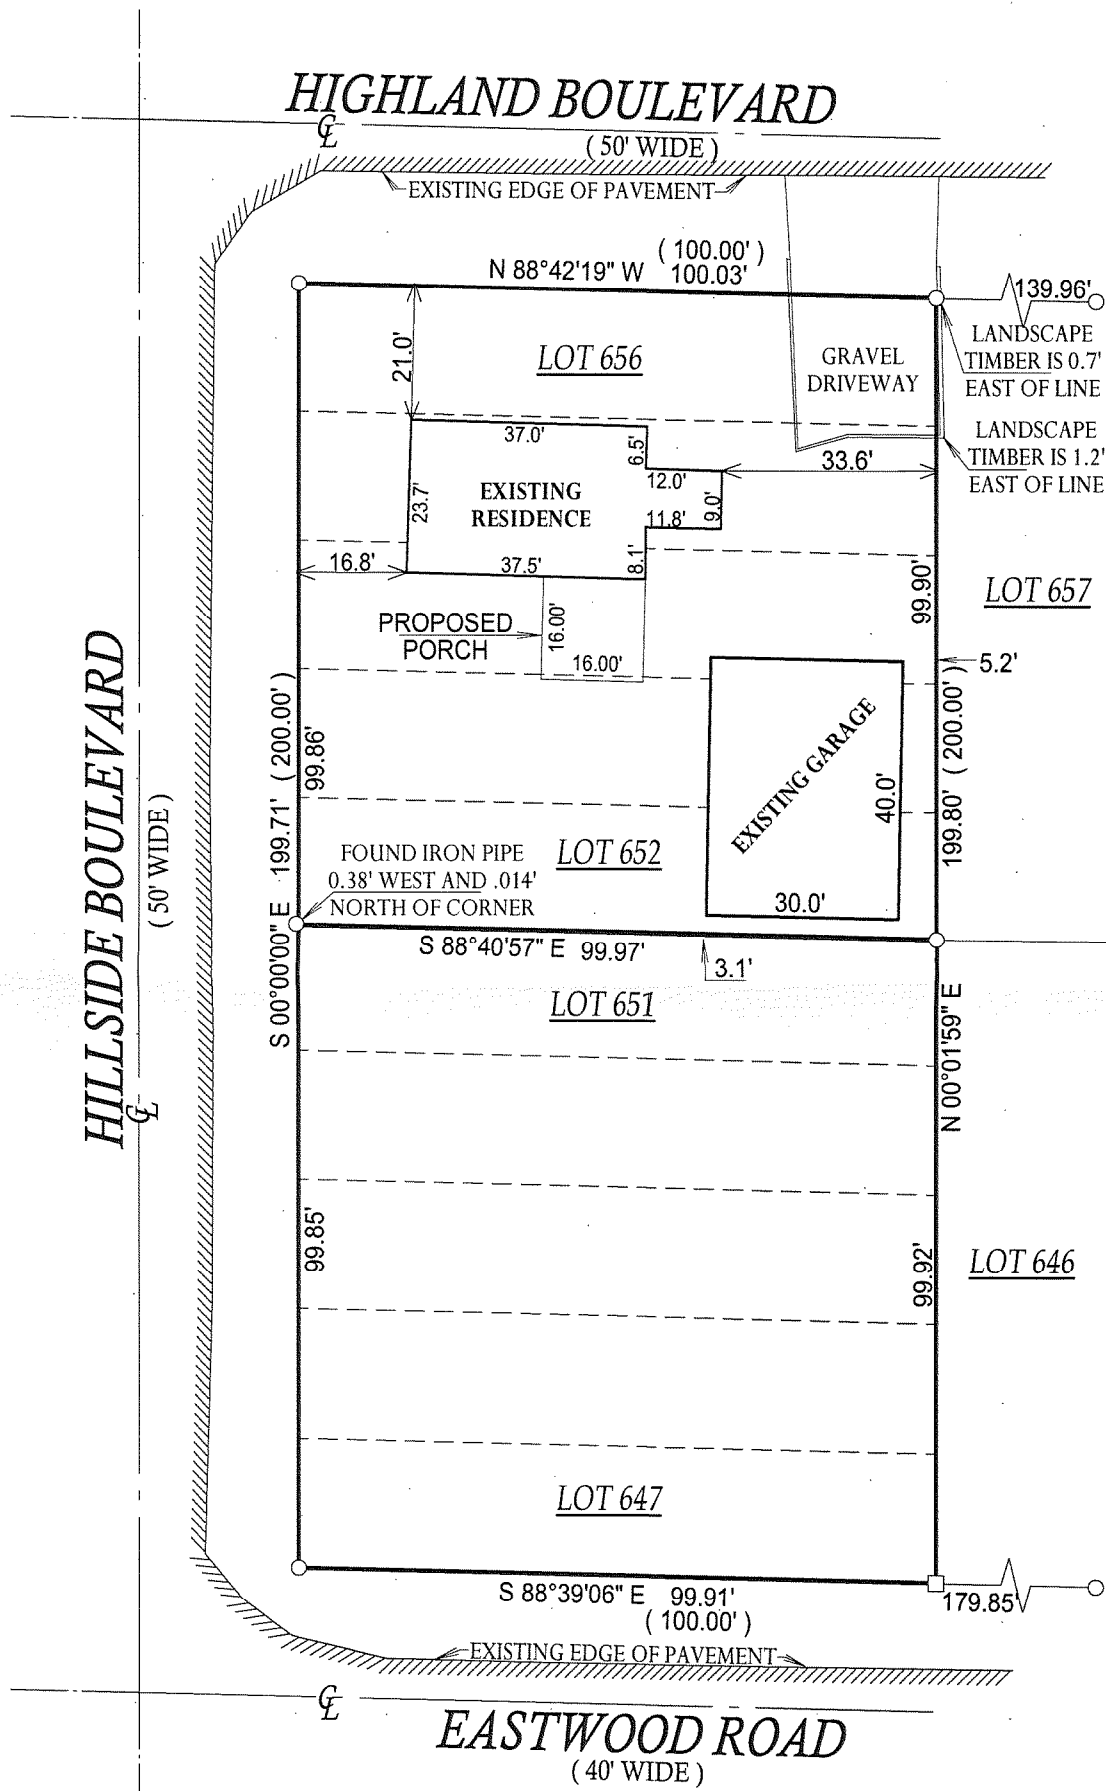 HIGHLAND BOULEVARD
℄
( 50' WIDE )
EXISTING EDGE OF PAVEMENT
( 100.00' )
N 88°42'19" W 100.03'
139.96'
LANDSCAPE
TIMBER IS 0.7'
EAST OF LINE
LOT 656
21.0'
GRAVEL
DRIVEWAY
LANDSCAPE
TIMBER IS 1.2'
EAST OF LINE
37.0'
6.5'
33.6'
12.0'
EXISTING
RESIDENCE
23.7'
9.0'
11.8'
8.1'
16.8'
37.5'
99.90'
LOT 657
PROPOSED
PORCH
16.00'
16.00'
5.2'
EXISTING GARAGE
40.0'
30.0'
S 00°00'00" E 199.71' ( 200.00' )
99.86'
199.80' ( 200.00' )
HILLSIDE BOULEVARD
℄
( 50' WIDE )
FOUND IRON PIPE
0.38' WEST AND .014'
NORTH OF CORNER
LOT 652
S 88°40'57" E 99.97'
3.1'
LOT 651
N 00°01'59" E
99.85'
99.92'
LOT 646
LOT 647
S 88°39'06" E 99.91'
( 100.00' )
179.85'
EXISTING EDGE OF PAVEMENT
℄
EASTWOOD ROAD
( 40' WIDE )